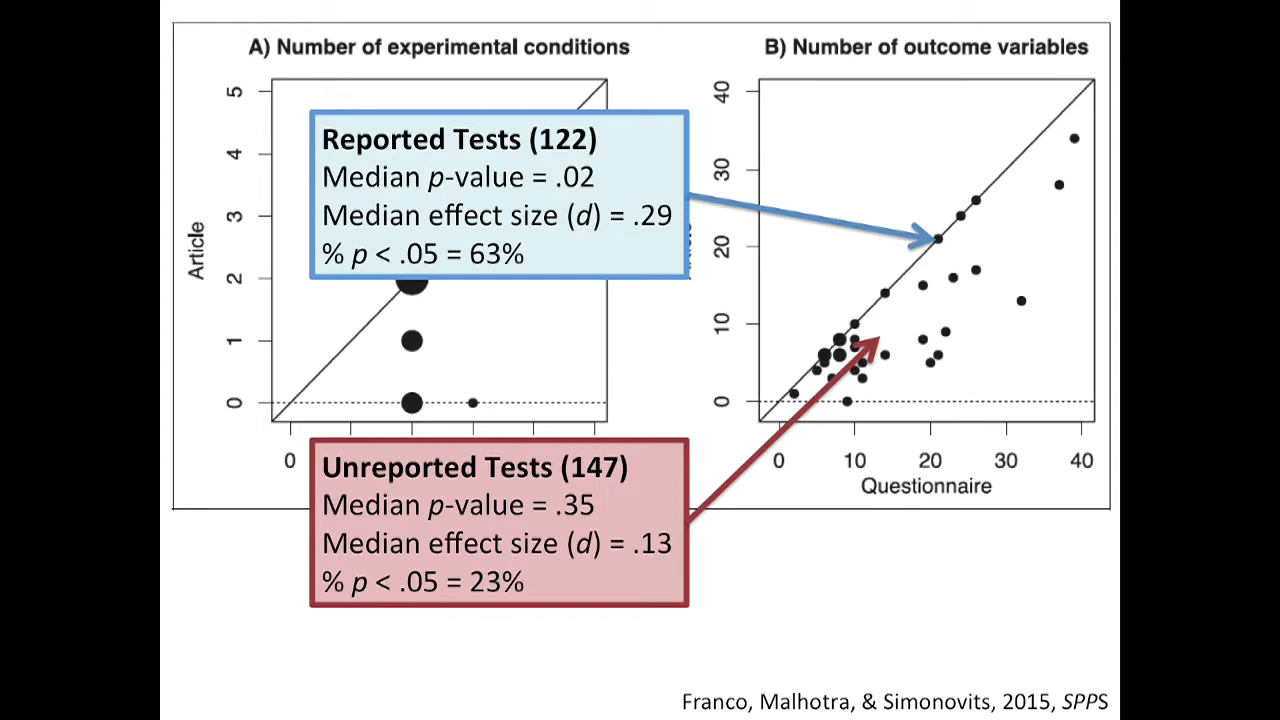 A) Number of experimental conditions
5
4
3
2
1
0
Article
0
B) Number of outcome variables
40
30
20
10
0
0 10 20 30 40
Questionnaire
Reported Tests (122)
Median p-value = .02
Median effect size (d) = .29
% p < .05 = 63%
Unreported Tests (147)
Median p-value = .35
Median effect size (d) = .13
% p < .05 = 23%
Franco, Malhotra, & Simonovits, 2015, SPPS